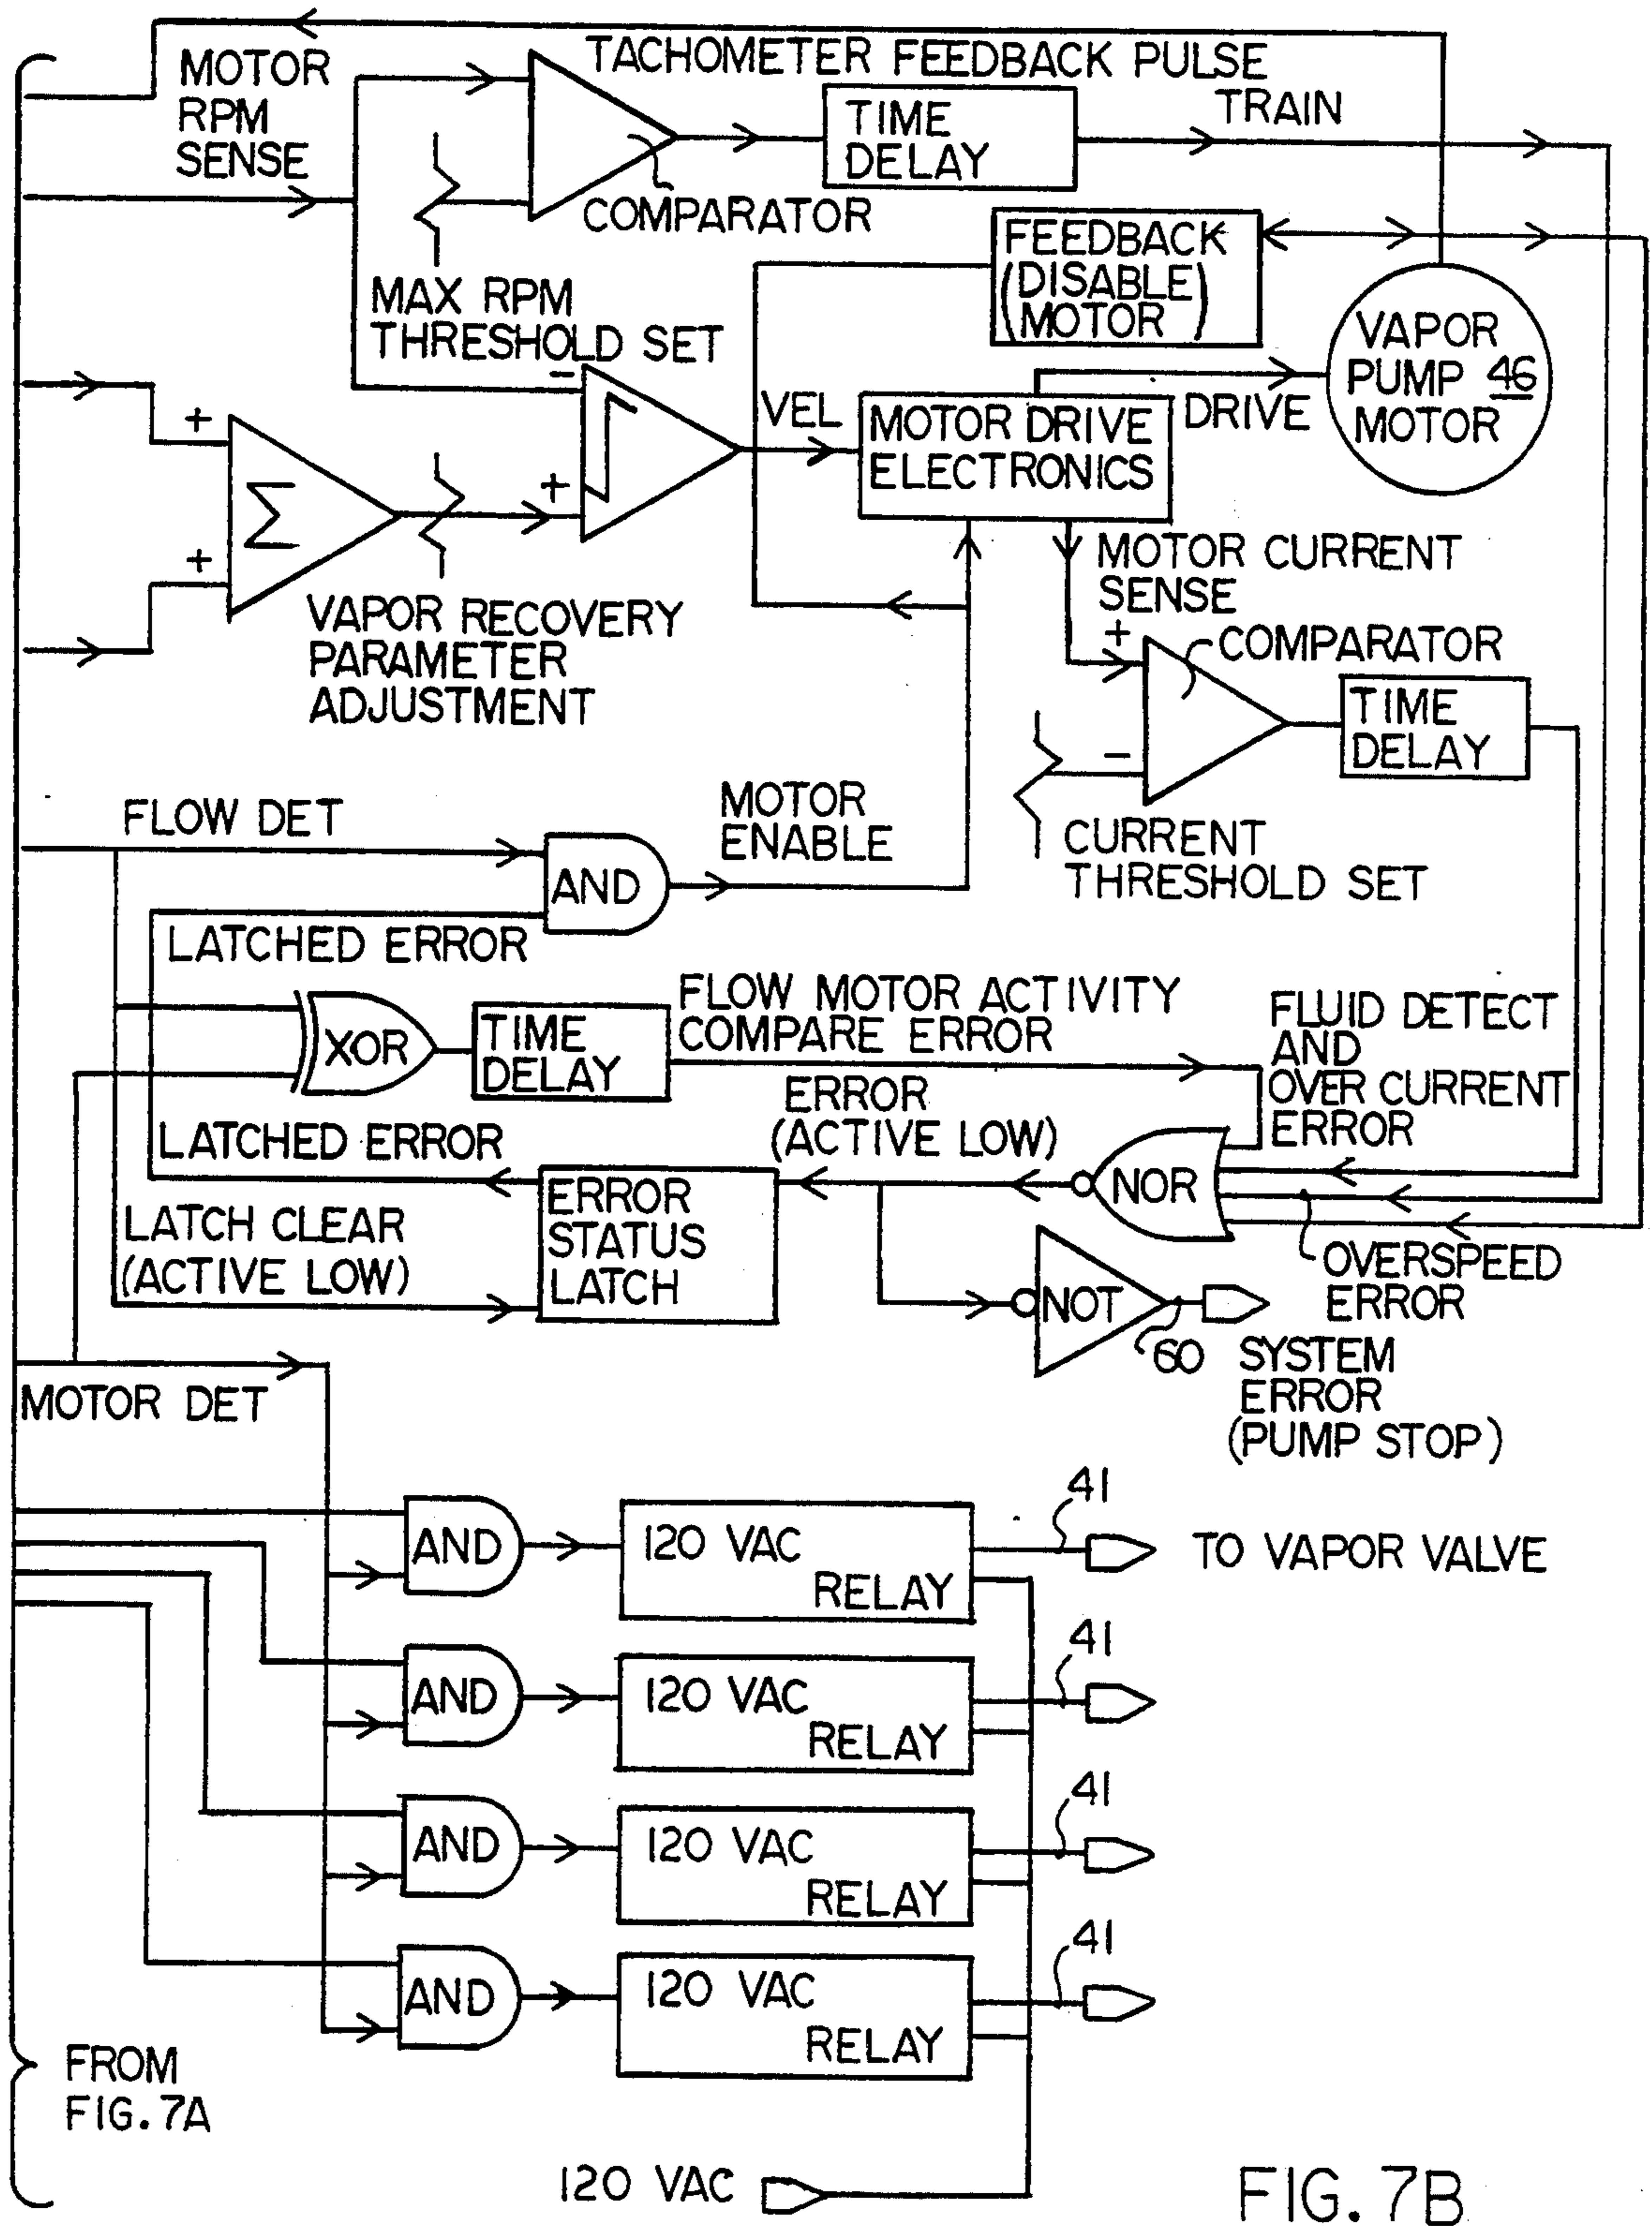 TACHOMETER FEEDBACK PULSE
TRAIN
MOTOR
RPM
SENSE
TIME
DELAY
COMPARATOR
FEEDBACK
(DISABLE)
MOTOR
MAX RPM
THRESHOLD SET
VAPOR
PUMP 46
MOTOR
−
+
VEL
MOTOR DRIVE
ELECTRONICS
DRIVE
+
Σ
+
VAPOR RECOVERY
PARAMETER
ADJUSTMENT
MOTOR CURRENT
SENSE
+
COMPARATOR
−
TIME
DELAY
CURRENT
THRESHOLD SET
FLOW DET
MOTOR
ENABLE
AND
LATCHED ERROR
XOR
TIME
DELAY
FLOW MOTOR ACTIVITY
COMPARE ERROR
FLUID DETECT
AND
OVER CURRENT
ERROR
ERROR
(ACTIVE LOW)
LATCHED ERROR
NOR
ERROR
STATUS
LATCH
LATCH CLEAR
(ACTIVE LOW)
OVERSPEED
ERROR
NOT
60
SYSTEM
ERROR
(PUMP STOP)
MOTOR DET
AND
120 VAC
RELAY
41
TO VAPOR VALVE
AND
120 VAC
RELAY
41
AND
120 VAC
RELAY
41
AND
120 VAC
RELAY
41
FROM
FIG. 7A
120 VAC
FIG. 7B